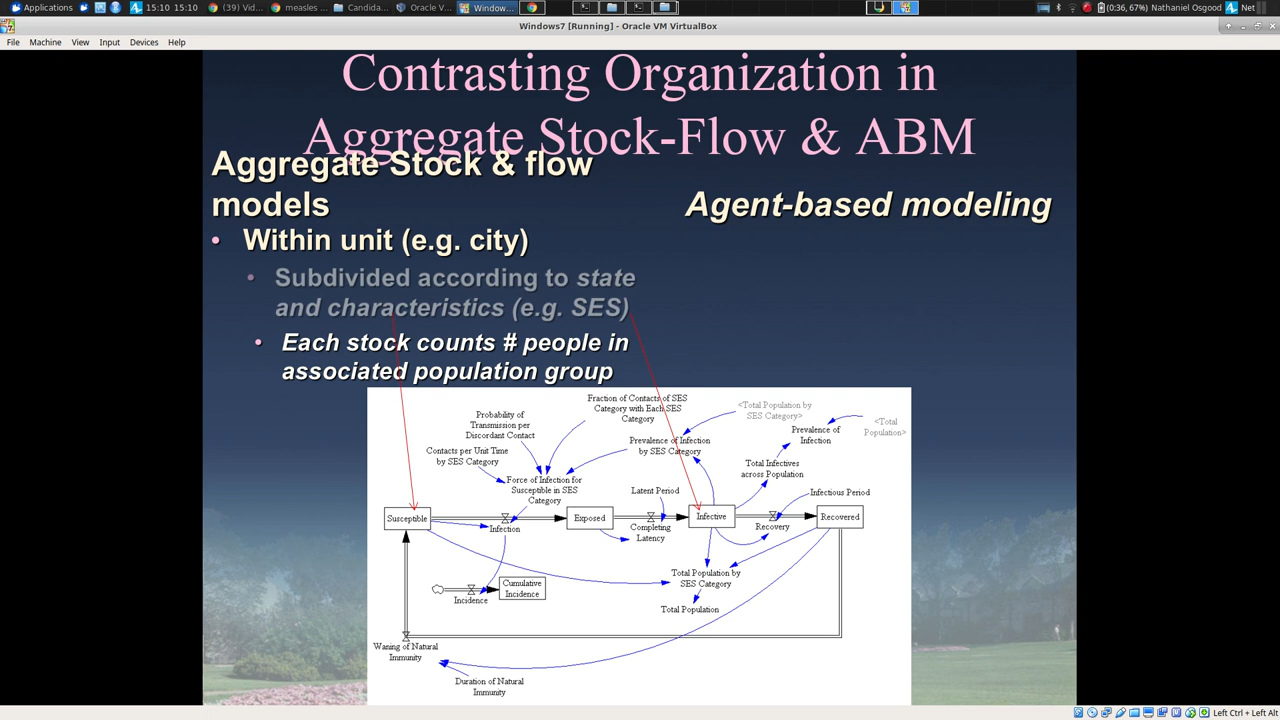 Applications 15:10 15:10 (39) Vid... measles ... Candida... Oracle V... Window... (0:36, 67%) Nathaniel Osgood Net
Windows7 [Running] - Oracle VM VirtualBox
File Machine View Input Devices Help
Contrasting Organization in
Aggregate Stock-Flow & ABM
Aggregate Stock & flow
models
Agent-based modeling
• Within unit (e.g. city)
• Subdivided according to state
and characteristics (e.g. SES)
• Each stock counts # people in
associated population group
Probability of
Transmission per
Discordant Contact
Fraction of Contacts of SES
Category with Each SES
Category
<Total Population by
SES Category>
Prevalence of
Infection
<Total
Population>
Contacts per Unit Time
by SES Category
Prevalence of Infection
by SES Category
Total Infectives
across Population
Force of Infection for
Susceptible in SES
Category
Latent Period
Infectious Period
Susceptible
Infection
Exposed
Completing
Latency
Infective
Recovery
Recovered
Total Population by
SES Category
Cumulative
Incidence
Incidence
Total Population
Waning of Natural
Immunity
Duration of Natural
Immunity
Left Ctrl + Left Alt